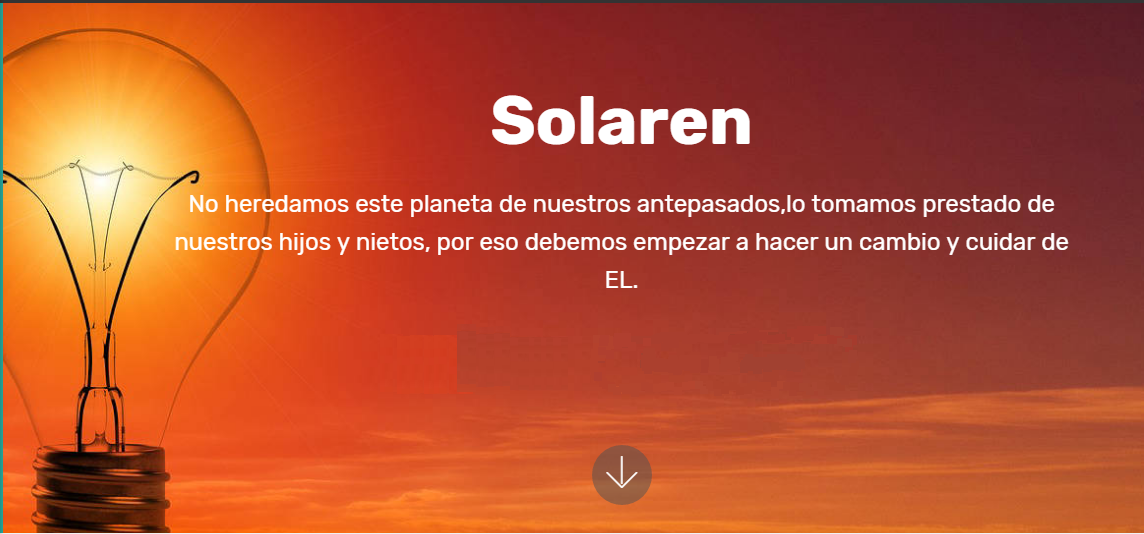 Solaren
No heredamos este planeta de nuestros antepasados,lo tomamos prestado de
nuestros hijos y nietos, por eso debemos empezar a hacer un cambio y cuidar de
EL.